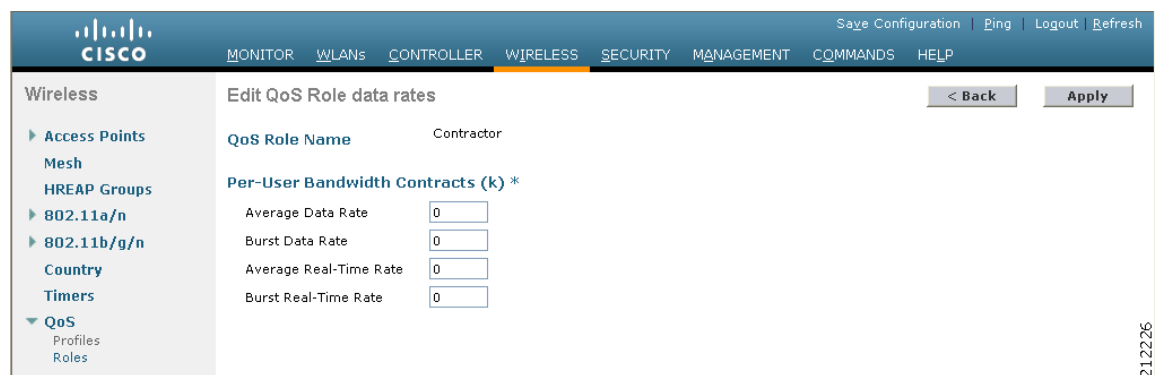 Save Configuration | Ping | Logout | Refresh
CISCO
MONITOR WLANs CONTROLLER WIRELESS SECURITY MANAGEMENT COMMANDS HELP
Wireless
Access Points
Mesh
HREAP Groups
802.11a/n
802.11b/g/n
Country
Timers
QoS
Profiles
Roles
Edit QoS Role data rates
< Back
Apply
QoS Role Name Contractor
Per-User Bandwidth Contracts (k) *
Average Data Rate 0
Burst Data Rate 0
Average Real-Time Rate 0
Burst Real-Time Rate 0
212226